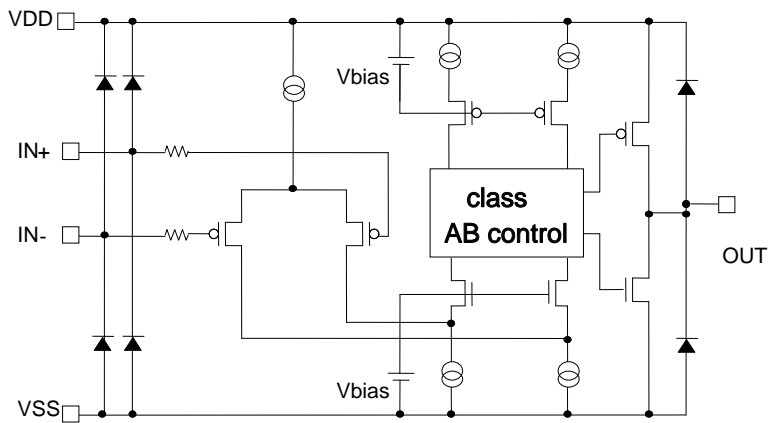 VDD
Vbias
IN+
class
AB control
IN-
OUT
Vbias
VSS